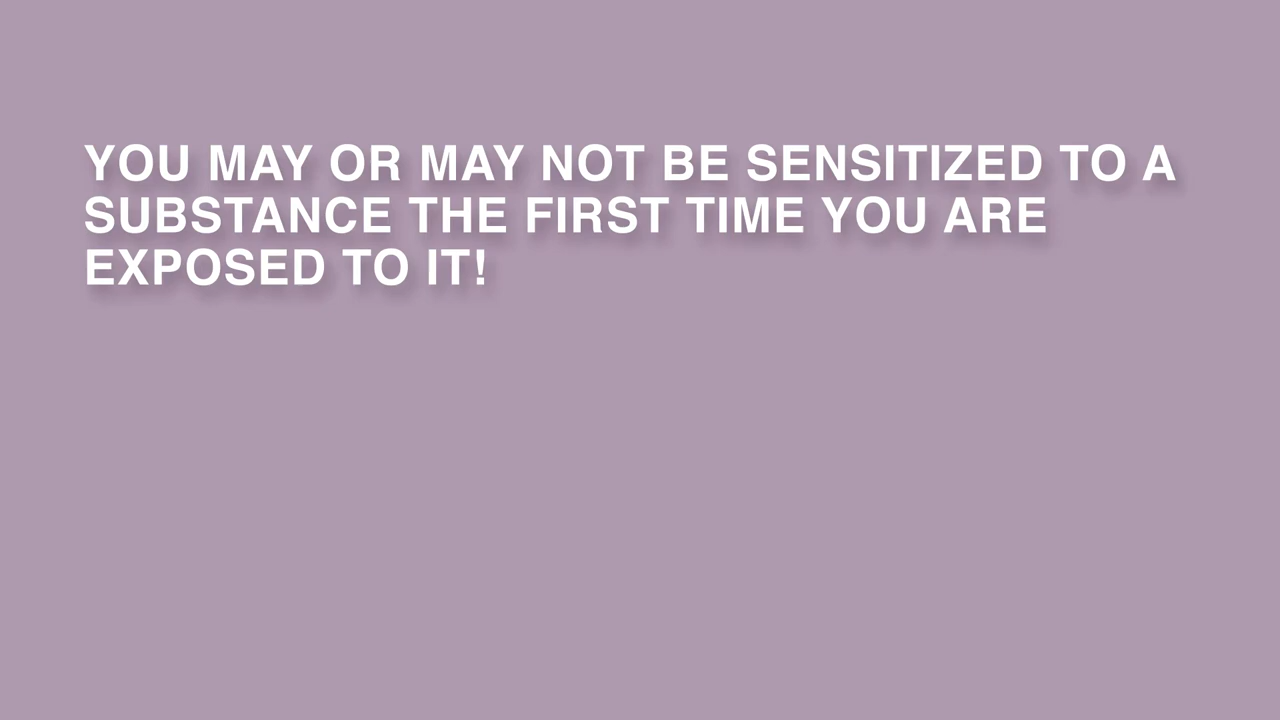 YOU MAY OR MAY NOT BE SENSITIZED TO A
SUBSTANCE THE FIRST TIME YOU ARE
EXPOSED TO IT!